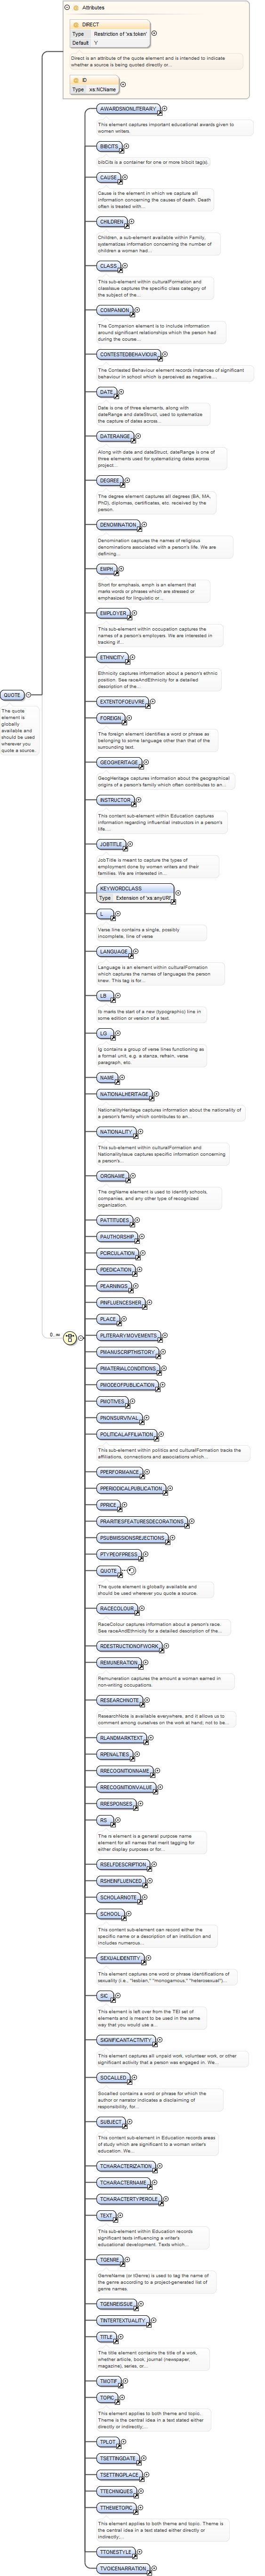 Attributes
DIRECT
Type Restriction of 'xs:token'
Default Y
Direct is an attribute of the quote element and is intended to indicate
whether a source is being quoted directly or...
ID
Type xs:NCName
QUOTE
The quote
element is
globally
available and
should be used
wherever you
quote a source.
0..∞
AWARDSNONLITERARY
This element captures important educational awards given to
women writers.
BIBCITS
bibCits is a container for one or more bibcit tag(s).
CAUSE
Cause is the element in which we capture all
information concerning the causes of death. Death
often is treated with...
CHILDREN
Children, a sub-element available within Family,
systematizes information concerning the number of
children a woman had...
CLASS
This sub-element within culturalFormation and
classIssue captures the specific class category of
the subject of the...
COMPANION
The Companion element is to include information
around significant relationships which the person had
during the course...
CONTESTEDBEHAVIOUR
The Contested Behaviour element records instances of significant
behaviour in school which is perceived as negative....
DATE
Date is one of three elements, along with
dateRange and dateStruct, used to systematize
the capture of dates across...
DATERANGE
Along with date and dateStruct, dateRange is one of
three elements used for systematizing dates across
project...
DEGREE
The degree element captures all degrees (BA, MA,
PhD), diplomas, certificates, etc. received by the
person.
DENOMINATION
Denomination captures the names of religious
denominations associated with a person's life. We are
defining...
EMPH
Short for emphasis, emph is an element that
marks words or phrases which are stressed or
emphasised for linguistic or...
EMPLOYER
This sub-element within occupation captures the
names of a person's employers. We are interested in
tracking if...
ETHNICITY
Ethnicity captures information about a person's ethnic
position. See raceAndEthnicity for a detailed
description of the...
EXTENTOFOEUVRE
FOREIGN
The foreign element identifies a word or phrase as
belonging to some language other than that of the
surrounding text.
GEOGHERITAGE
GeogHeritage captures information about the geographical
origins of a person's family which often contributes to an...
INSTRUCTOR
This content sub-element within Education captures
information regarding influential instructors in a person's
life....
JOBTITLE
JobTitle is meant to capture the types of
employment done by women writers and their
families. We are interested in...
KEYWORDCLASS
Type Extension of 'xs:anyURI'
L
Verse line contains a single, possibly
incomplete, line of verse
LANGUAGE
Language is an element within culturalFormation
which captures the names of languages the person
knew. This tag is for...
LB
lb marks the start of a new (typographic) line in
some edition or version of a text.
LG
lg contains a group of verse lines functioning as
a formal unit, e.g. a stanza, refrain, verse
paragraph, etc.
NAME
NATIONALHERITAGE
NationalityHeritage captures information about the nationality of
a person's family which contributes to an...
NATIONALITY
This sub-element within culturalFormation and
NationalityIssue captures specific information concerning
a person's...
ORGNAME
The orgName element is used to identify schools,
companies, and any other type of recognized
organization.
PATTITUDES
PAUTHORSHIP
PCIRCULATION
PDEDICATION
PEARNINGS
PINFLUENCESHER
PLACE
PLITERARYMOVEMENTS
PMANUSCRIPTHISTORY
PMATERIALCONDITIONS
PMODEOFPUBLICATION
PMOTIVES
PNONSURVIVAL
POLITICALAFFILIATION
This sub-element within politics and culturalFormation tracks the
affiliations, connections and associations which...
PPERFORMANCE
PPERIODICALPUBLICATION
PPRICE
PRARITIESFEATURESDECORATIONS
PSUBMISSIONSREJECTIONS
PTYPEOFPRESS
QUOTE
The quote element is globally available and
should be used wherever you quote a source.
RACECOLOUR
RaceColour captures information about a person's race.
See raceAndEthnicity for a detailed description of the...
RDESTRUCTIONOFWORK
REMUNERATION
Remuneration captures the amount a woman earned in
non-writing occupations.
RESEARCHNOTE
ResearchNote is available everywhere, and it allows us to
comment among ourselves on the work at hand; not to be...
RLANDMARKTEXT
RPENALTIES
RRECOGNITIONNAME
RRECOGNITIONVALUE
RRESPONSES
RS
The rs element is a general purpose name
element for all names that merit tagging for
either display purposes or for...
RSELFDESCRIPTION
RSHEINFLUENCED
SCHOLARNOTE
SCHOOL
This content sub-element can record either the
specific name or a description of an institution and
includes numerous...
SEXUALIDENTITY
This element captures one word or phrase identifications of
sexuality (i.e., "lesbian," "monogamous," "heterosexual")...
SIC
This element is left over from the TEI set of
elements and is meant to be used in the same
way that you would use a...
SIGNIFICANTACTIVITY
This element captures all unpaid work, volunteer work, or other
significant activity that a person was engaged in. We...
SOCALLED
Socalled contains a word or phrase for which the
author or narrator indicates a disclaiming of
responsibility, for...
SUBJECT
This content sub-element in Education records areas
of study which are significant to a woman writer's
education. We...
TCHARACTERIZATION
TCHARACTERNAME
TCHARACTERTYPEROLE
TEXT
This sub-element within Education records
significant texts influencing a writer's
educational development. Texts which...
TGENRE
GenreName (or tGenre) is used to tag the name of
the genre according to a project-generated list of
genre names.
TGENREISSUE
TINTERTEXTUALITY
TITLE
The title element contains the title of a work,
whether article, book, journal (newspaper,
magazine), series, or...
TMOTIF
TOPIC
This element applies to both theme and topic.
Theme is the central idea in a text stated either
directly or indirectly,...
TPLOT
TSETTINGDATE
TSETTINGPLACE
TTECHNIQUES
TTHEMETOPIC
This element applies to both theme and topic. Theme is
the central idea in a text stated either directly or
indirectly,...
TTONESTYLE
TVOICENARRATION